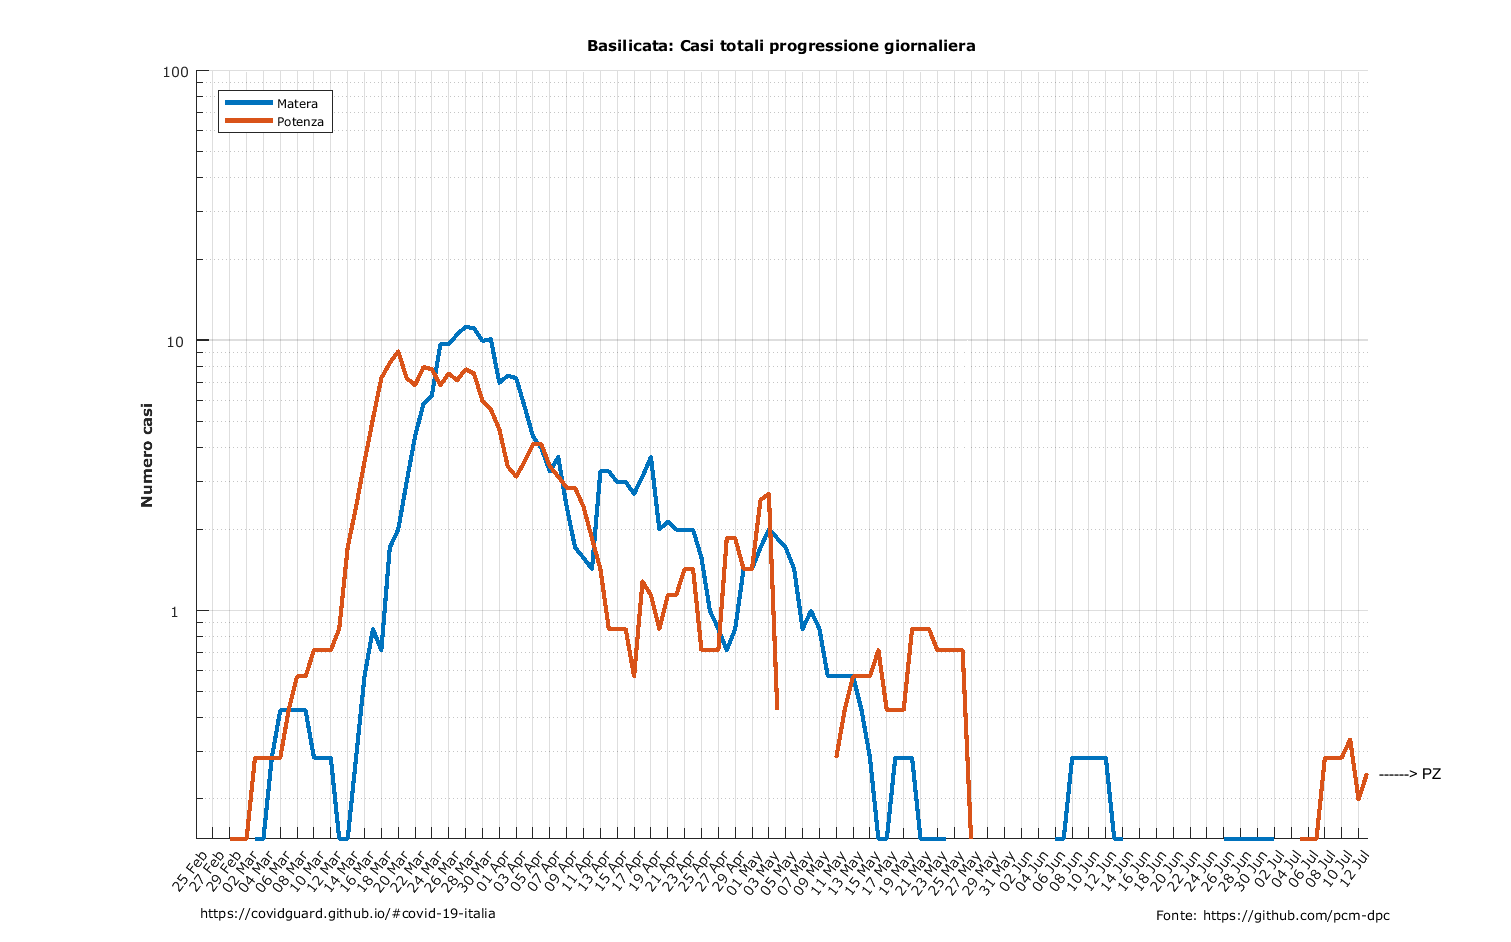 Basilicata: Casi totali progressione giornaliera
100
10
1
Numero casi
Matera
Potenza
------> PZ
25 Feb
27 Feb
29 Feb
02 Mar
04 Mar
06 Mar
08 Mar
10 Mar
12 Mar
14 Mar
16 Mar
18 Mar
20 Mar
22 Mar
24 Mar
26 Mar
28 Mar
30 Mar
01 Apr
03 Apr
05 Apr
07 Apr
09 Apr
11 Apr
13 Apr
15 Apr
17 Apr
19 Apr
21 Apr
23 Apr
25 Apr
27 Apr
29 Apr
01 May
03 May
05 May
07 May
09 May
11 May
13 May
15 May
17 May
19 May
21 May
23 May
25 May
27 May
29 May
31 May
02 Jun
04 Jun
06 Jun
08 Jun
10 Jun
12 Jun
14 Jun
16 Jun
18 Jun
20 Jun
22 Jun
24 Jun
26 Jun
28 Jun
30 Jun
02 Jul
04 Jul
06 Jul
08 Jul
10 Jul
12 Jul
https://covidguard.github.io/#covid-19-italia
Fonte: https://github.com/pcm-dpc